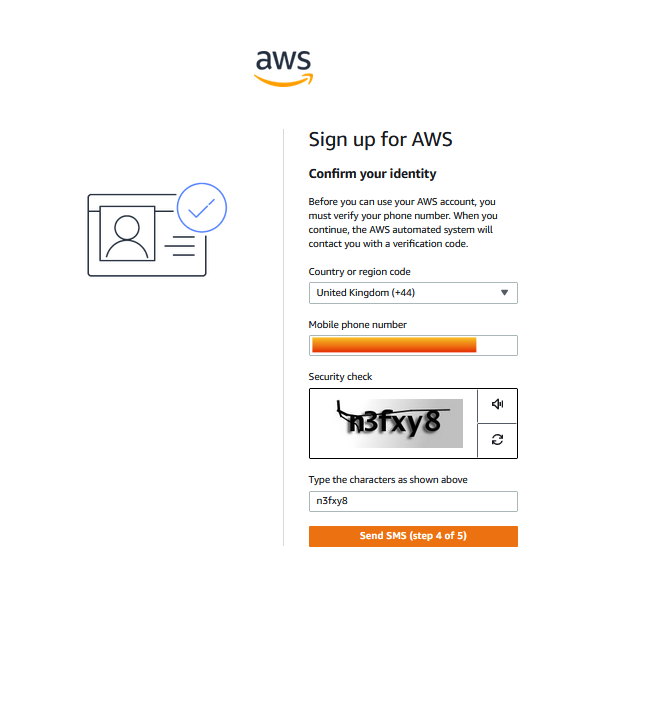 aws
Sign up for AWS
Confirm your identity
Before you can use your AWS account, you
must verify your phone number. When you
continue, the AWS automated system will
contact you with a verification code.
Country or region code
United Kingdom (+44)
Mobile phone number
Security check
n3fxy8
Type the characters as shown above
n3fxy8
Send SMS (step 4 of 5)